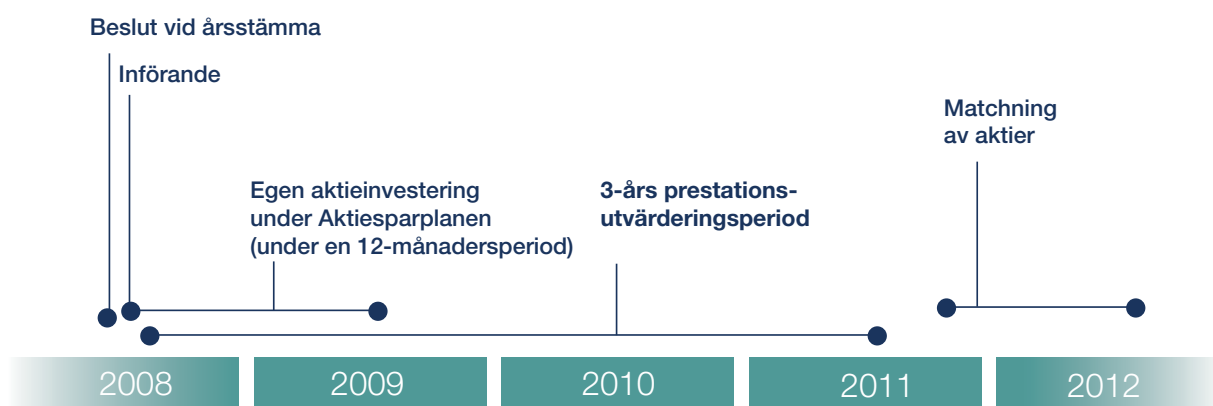 Beslut vid årsstämma
Införande
Matchning
av aktier
Egen aktieinvestering
under Aktiesparplanen
(under en 12-månadersperiod)
3-års prestations-
utvärderingsperiod
2008
2009
2010
2011
2012